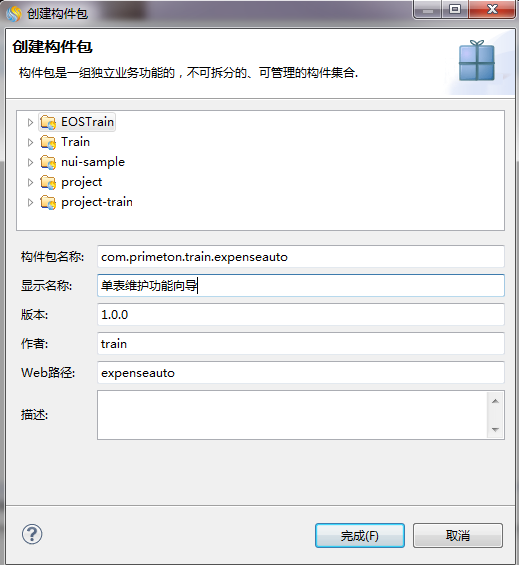 创建构件包
创建构件包
构件包是一组独立业务功能的，不可拆分的、可管理的构件集合.
EOSTrain
Train
nui-sample
project
project-train
构件包名称: com.primeton.train.expenseauto
显示名称: 单表维护功能向导
版本: 1.0.0
作者: train
Web路径: expenseauto
描述:
? 完成(F) 取消